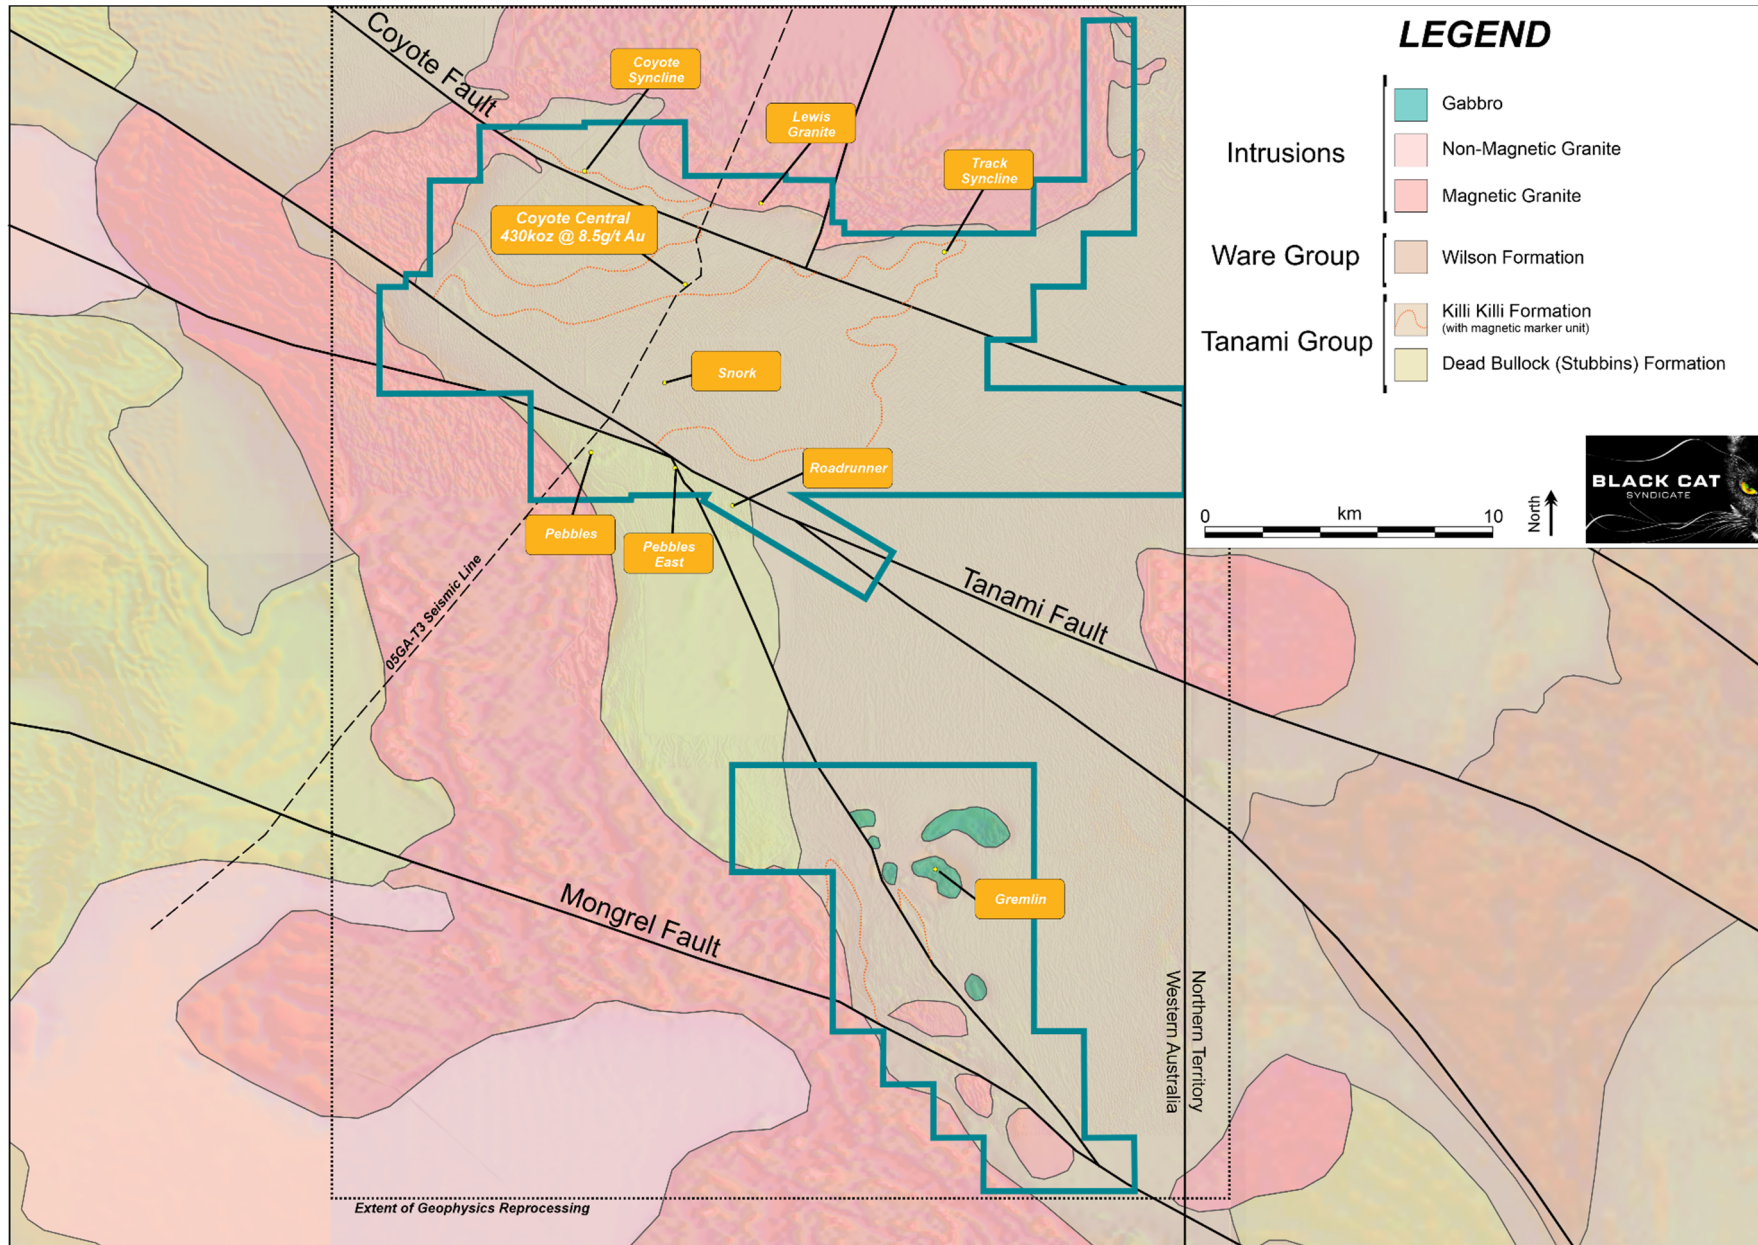 Coyote Fault
Coyote
Syncline
Lewis
Granite
Track
Syncline
Coyote Central
430koz @ 8.5g/t Au
Snork
Roadrunner
Pebbles
Pebbles
East
05GA-T3 Seismic Line
Tanami Fault
Mongrel Fault
Gremlin
Northern Territory
Western Australia
Extent of Geophysics Reprocessing
LEGEND
Intrusions
Gabbro
Non-Magnetic Granite
Magnetic Granite
Ware Group
Wilson Formation
Tanami Group
Killi Killi Formation
(with magnetic marker unit)
Dead Bullock (Stubbins) Formation
0 km 10
North
BLACK CAT
SYNDICATE